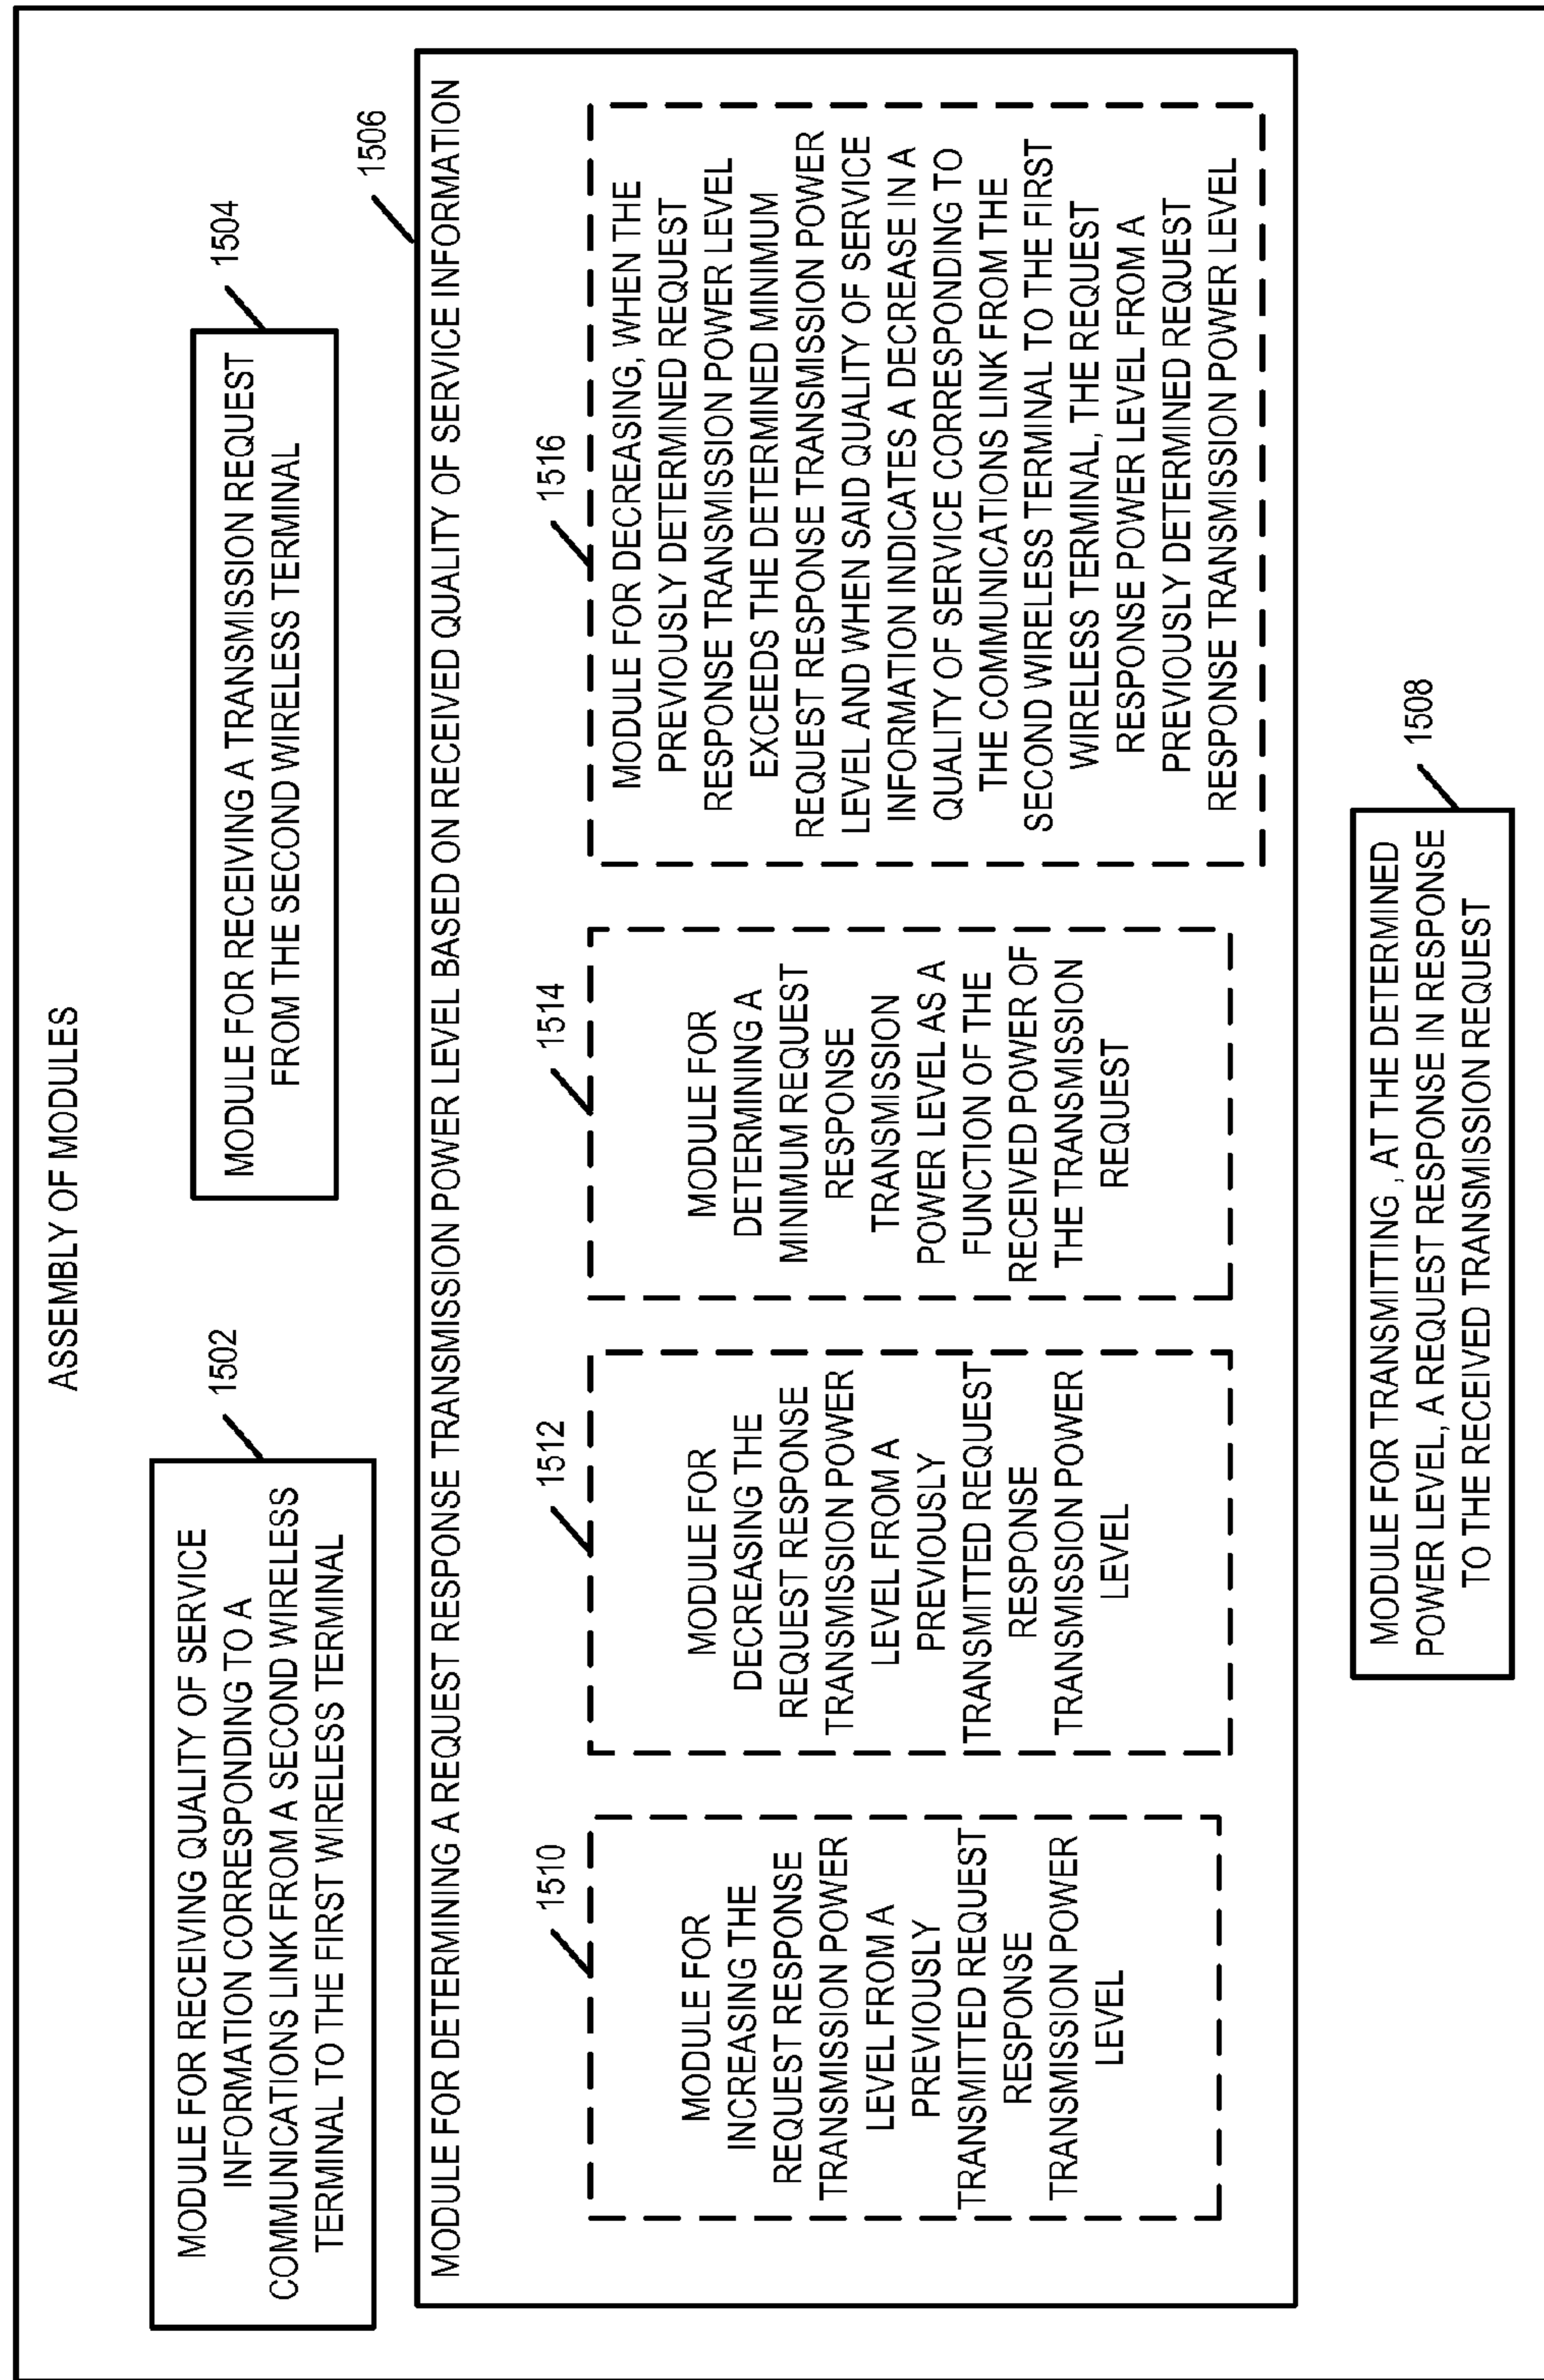 ASSEMBLY OF MODULES
1502
MODULE FOR RECEIVING QUALITY OF SERVICE
INFORMATION CORRESPONDING TO A
COMMUNICATIONS LINK FROM A SECOND WIRELESS
TERMINAL TO THE FIRST WIRELESS TERMINAL
1504
MODULE FOR RECEIVING A TRANSMISSION REQUEST
FROM THE SECOND WIRELESS TERMINAL
1506
MODULE FOR DETERMINING A REQUEST RESPONSE TRANSMISSION POWER LEVEL BASED ON RECEIVED QUALITY OF SERVICE INFORMATION
1510
MODULE FOR
INCREASING THE
REQUEST RESPONSE
TRANSMISSION POWER
LEVEL FROM A
PREVIOUSLY
TRANSMITTED REQUEST
RESPONSE
TRANSMISSION POWER
LEVEL
1512
MODULE FOR
DECREASING THE
REQUEST RESPONSE
TRANSMISSION POWER
LEVEL FROM A
PREVIOUSLY
TRANSMITTED REQUEST
RESPONSE
TRANSMISSION POWER
LEVEL
1514
MODULE FOR
DETERMINING A
MINIMUM REQUEST
RESPONSE
TRANSMISSION
POWER LEVEL AS A
FUNCTION OF THE
RECEIVED POWER OF
THE TRANSMISSION
REQUEST
1516
MODULE FOR DECREASING, WHEN THE
PREVIOUSLY DETERMINED REQUEST
RESPONSE TRANSMISSION POWER LEVEL
EXCEEDS THE DETERMINED MINIMUM
REQUEST RESPONSE TRANSMISSION POWER
LEVEL AND WHEN SAID QUALITY OF SERVICE
INFORMATION INDICATES A DECREASE IN A
QUALITY OF SERVICE CORRESPONDING TO
THE COMMUNICATIONS LINK FROM THE
SECOND WIRELESS TERMINAL TO THE FIRST
WIRELESS TERMINAL, THE REQUEST
RESPONSE POWER LEVEL FROM A
PREVIOUSLY DETERMINED REQUEST
RESPONSE TRANSMISSION POWER LEVEL
1508
MODULE FOR TRANSMITTING , AT THE DETERMINED
POWER LEVEL, A REQUEST RESPONSE IN RESPONSE
TO THE RECEIVED TRANSMISSION REQUEST